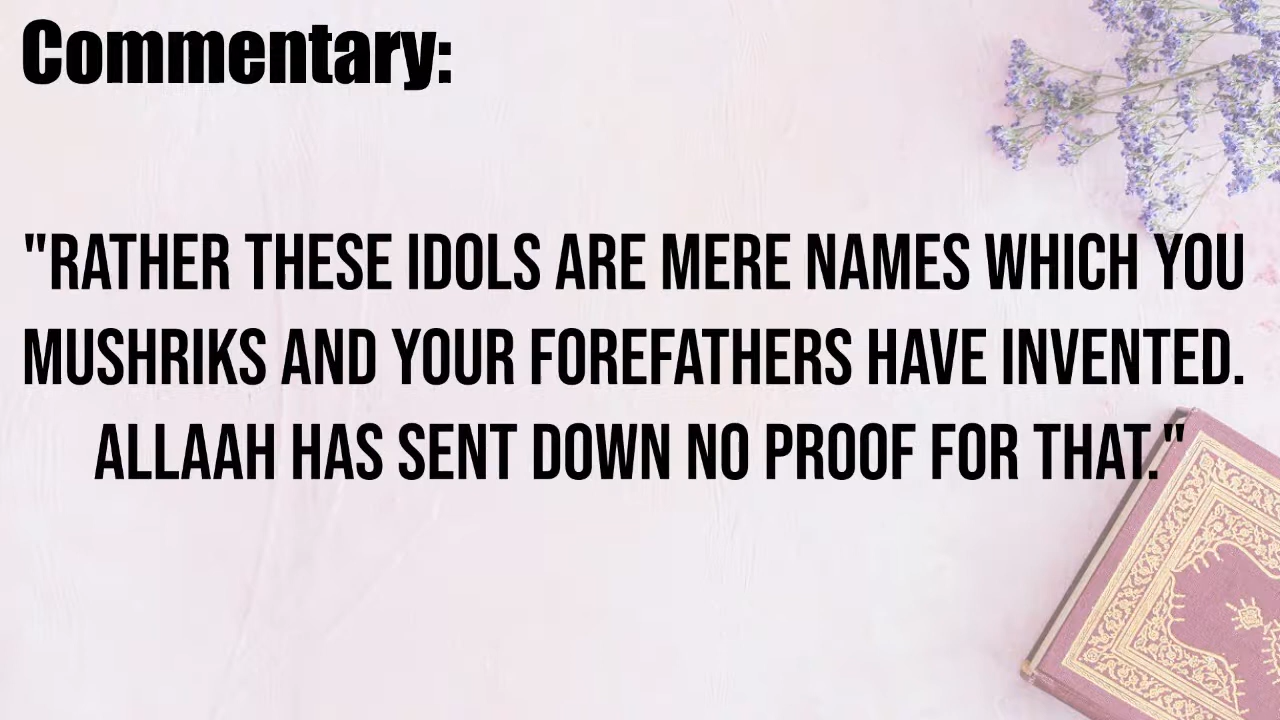 Commentary:
"RATHER THESE IDOLS ARE MERE NAMES WHICH YOU
MUSHRIKS AND YOUR FOREFATHERS HAVE INVENTED.
ALLAAH HAS SENT DOWN NO PROOF FOR THAT."